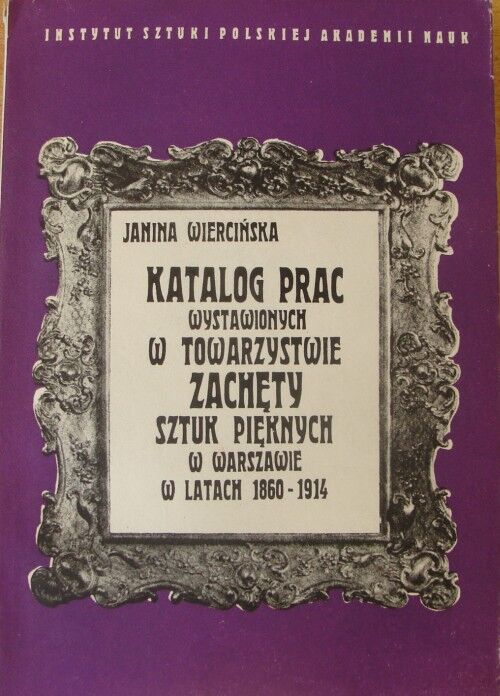 INSTYTUT SZTUKI POLSKIEJ AKADEMII NAUK
JANINA WIERCIŃSKA
KATALOG PRAC
WYSTAWIONYCH
W TOWARZYSTWIE
ZACHĘTY
SZTUK PIĘKNYCH
W WARSZAWIE
W LATACH 1860-1914